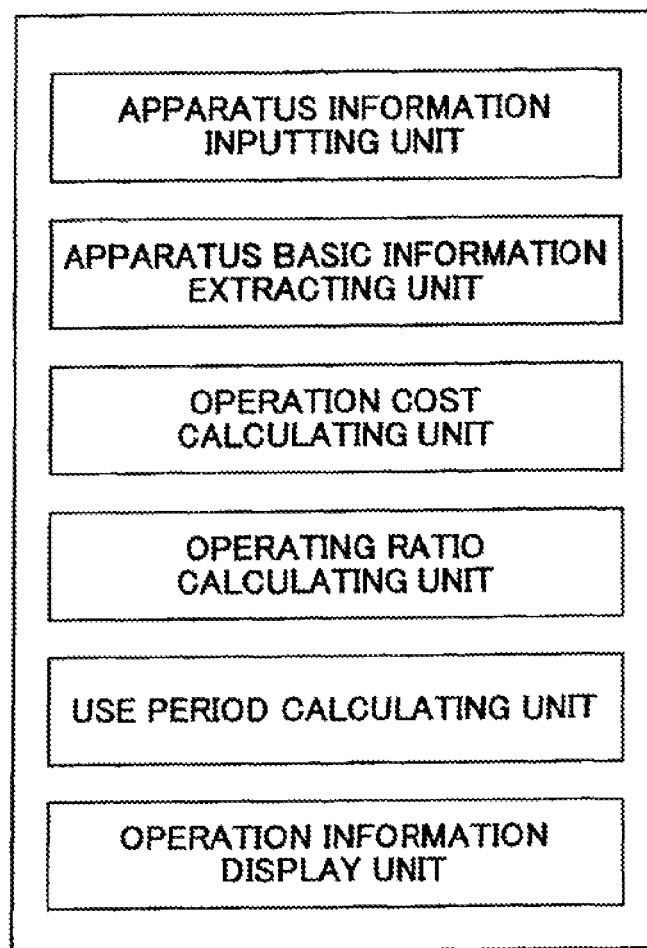 APPARATUS INFORMATION
INPUTTING UNIT
APPARATUS BASIC INFORMATION
EXTRACTING UNIT
OPERATION COST
CALCULATING UNIT
OPERATING RATIO
CALCULATING UNIT
USE PERIOD CALCULATING UNIT
OPERATION INFORMATION
DISPLAY UNIT